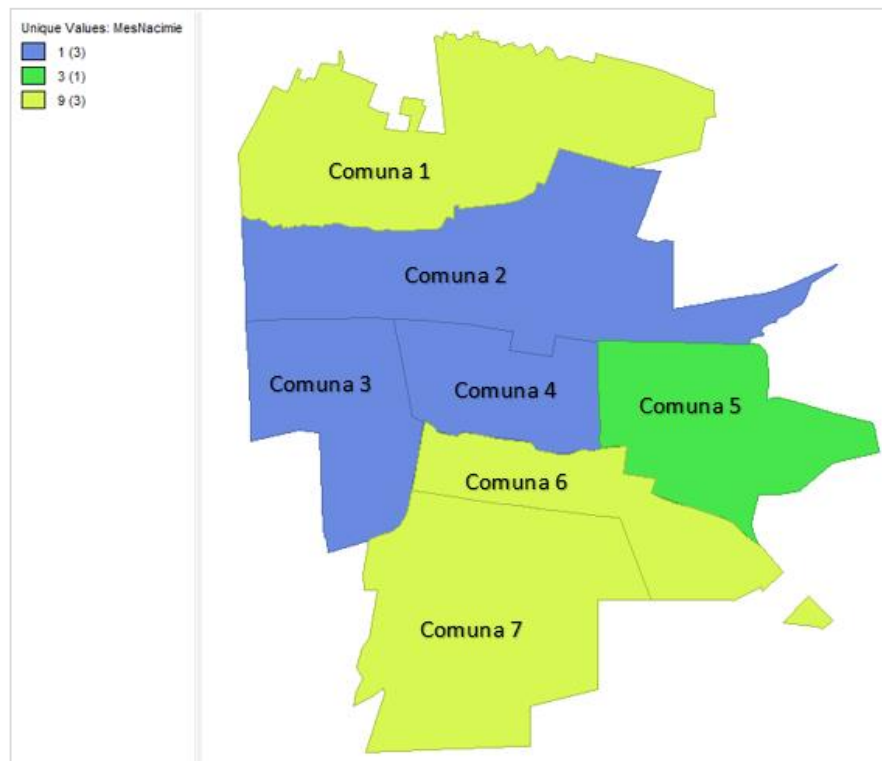 Unique Values: MesNacimie
1 (3)
3 (1)
9 (3)
Comuna 1
Comuna 2
Comuna 3
Comuna 4
Comuna 5
Comuna 6
Comuna 7